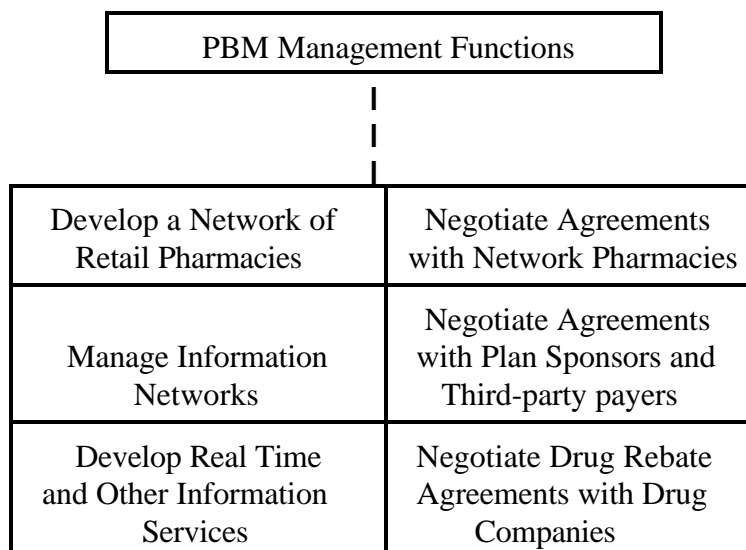 PBM Management Functions
Develop a Network of
Retail Pharmacies
Negotiate Agreements
with Network Pharmacies
Manage Information
Networks
Negotiate Agreements
with Plan Sponsors and
Third-party payers
Develop Real Time
and Other Information
Services
Negotiate Drug Rebate
Agreements with Drug
Companies